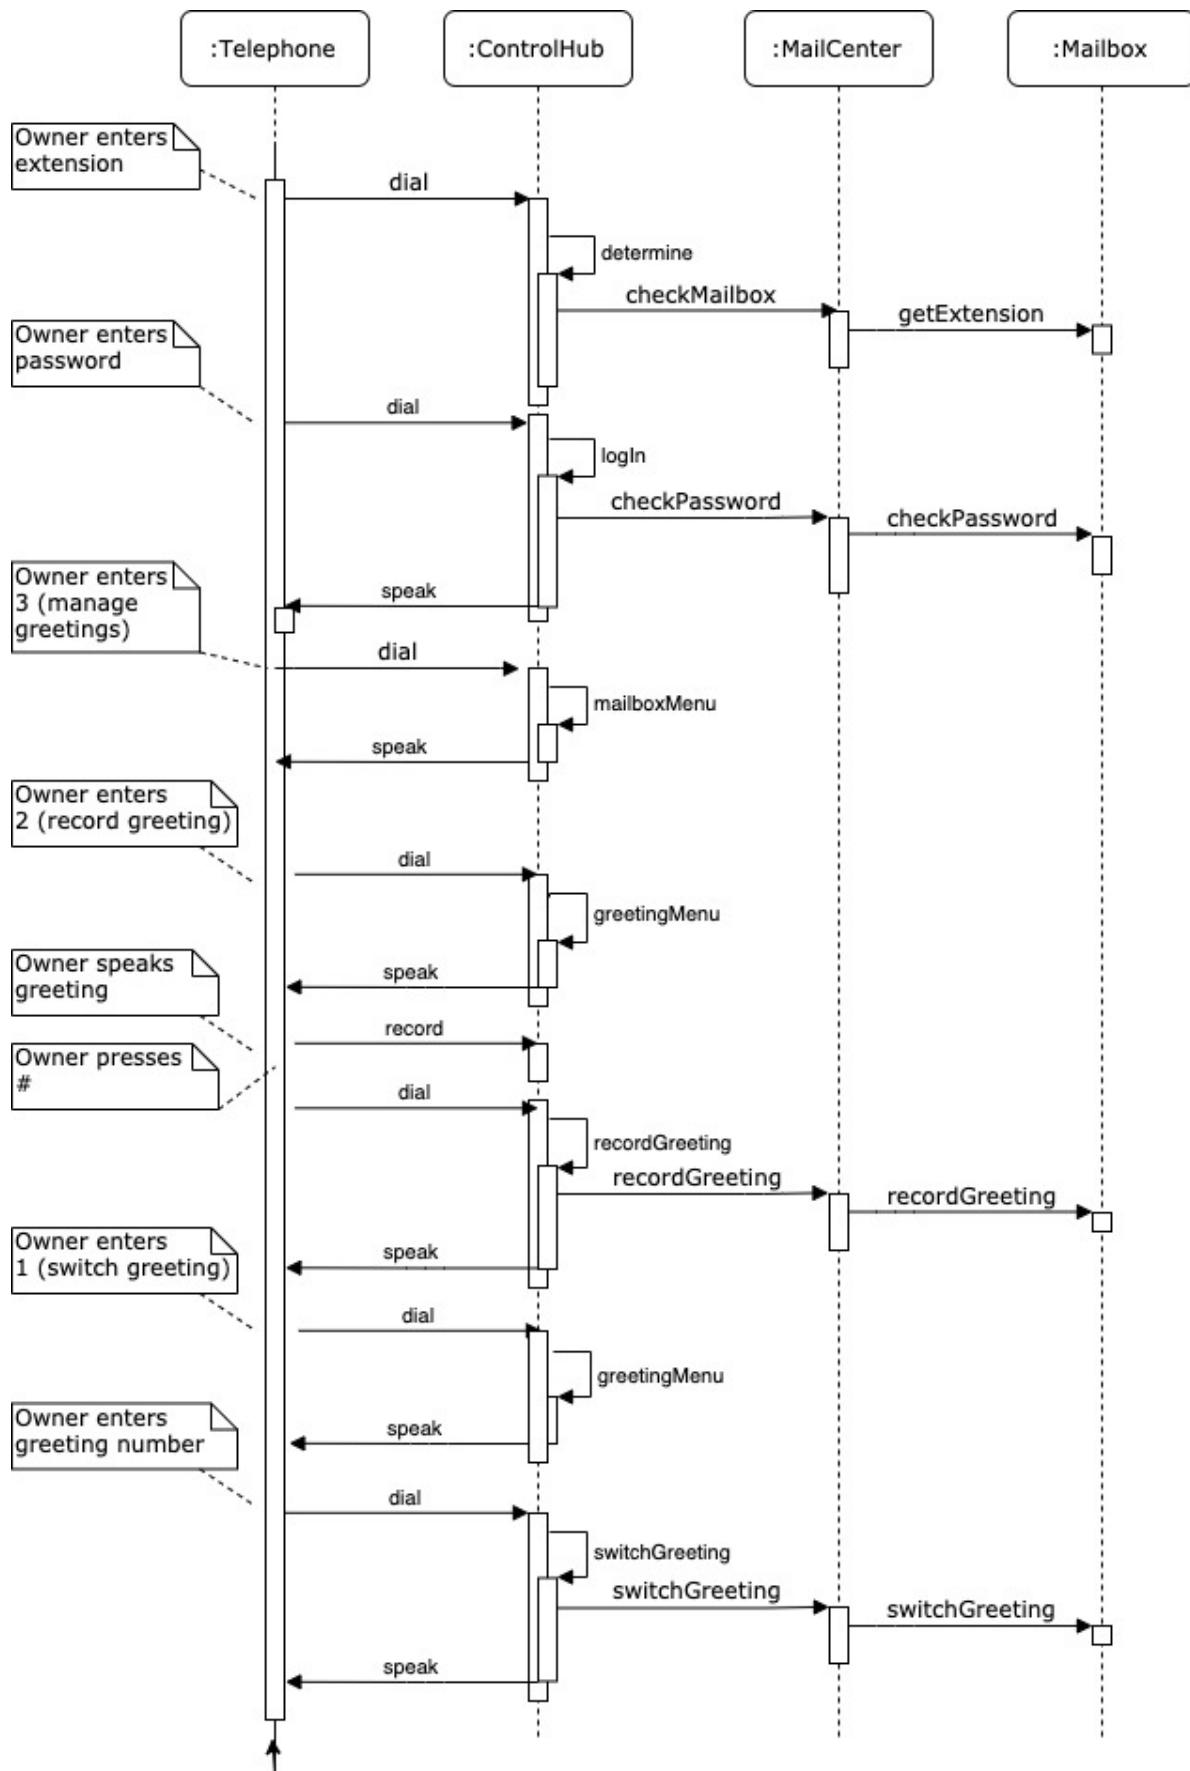 :Telephone
:ControlHub
:MailCenter
:Mailbox
Owner enters
extension
dial
determine
checkMailbox
getExtension
Owner enters
password
dial
logIn
checkPassword
checkPassword
Owner enters
3 (manage
greetings)
speak
dial
mailboxMenu
speak
Owner enters
2 (record greeting)
dial
greetingMenu
Owner speaks
greeting
speak
record
Owner presses
#
dial
recordGreeting
recordGreeting
recordGreeting
Owner enters
1 (switch greeting)
speak
dial
greetingMenu
Owner enters
greeting number
speak
dial
switchGreeting
switchGreeting
switchGreeting
speak